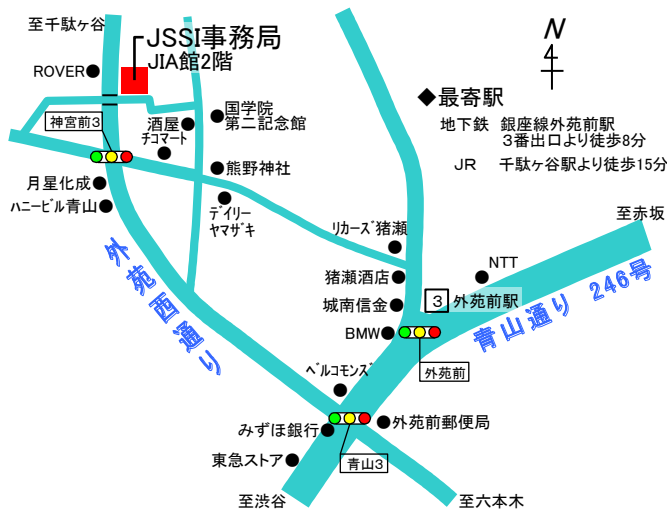 至千駄ヶ谷
JSSI事務局
JIA館2階
ROVER
N
4
◆最寄駅
地下鉄 銀座線外苑前駅
3番出口より徒歩8分
JR 千駄ヶ谷駅より徒歩15分
国学院
第二記念館
神宮前3
酒屋
チコマート
熊野神社
月星化成
ハニービル青山
デイリー
ヤマザキ
至赤坂
リカーズ猪瀬
NTT
猪瀬酒店
3 外苑前駅
城南信金
BMW
外苑西通り
青山通り 246号
外苑前
ベルコモンズ
みずほ銀行
外苑前郵便局
東急ストア
青山3
至渋谷
至六本木